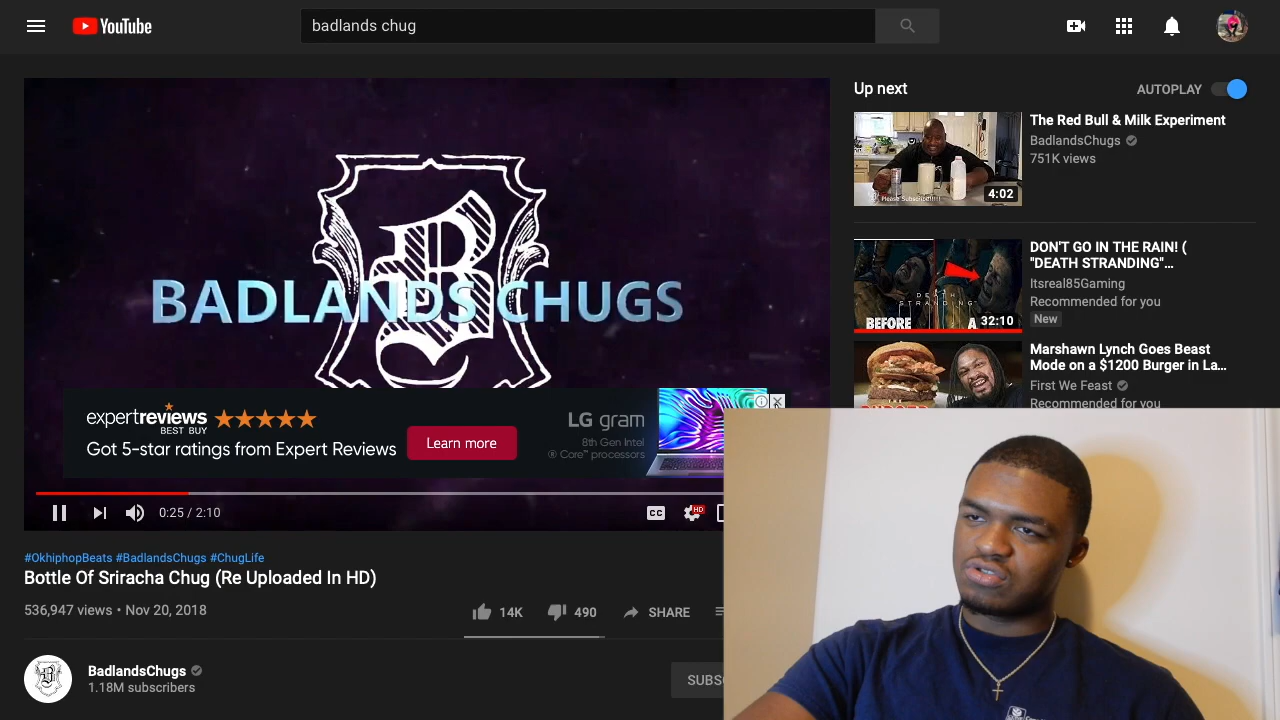 YouTube
badlands chug
BADLANDS CHUGS
expertreviews
BEST BUY
Got 5-star ratings from Expert Reviews
Learn more
LG gram
8th Gen Intel
® Core™ processors
0:25 / 2:10
CC
HD
#OkhiphopBeats #BadlandsChugs #ChugLife
Bottle Of Sriracha Chug (Re Uploaded In HD)
536,947 views • Nov 20, 2018
14K
490
SHARE
BadlandsChugs
1.18M subscribers
SUBS
Up next
AUTOPLAY
Please Subscribe!!!!!!
4:02
The Red Bull & Milk Experiment
BadlandsChugs
751K views
DEATH
STRANDING
BEFORE
A
32:10
DON'T GO IN THE RAIN! (
"DEATH STRANDING"...
Itsreal85Gaming
Recommended for you
New
Marshawn Lynch Goes Beast
Mode on a $1200 Burger in La...
First We Feast
Recommended for you